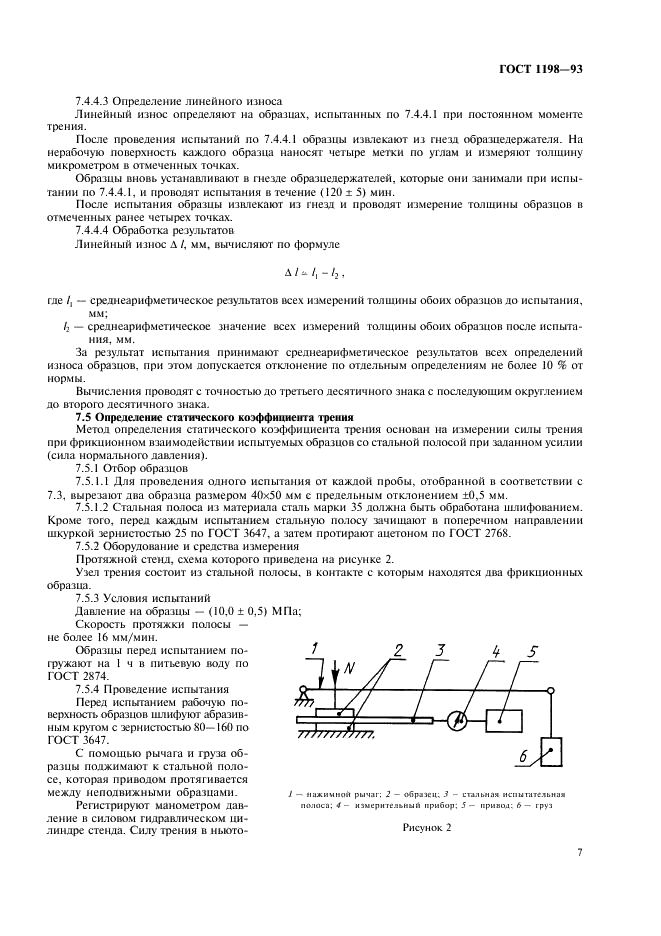 ГОСТ 1198—93
7.4.4.3 Определение линейного износа
Линейный износ определяют на образцах, испытанных по 7.4.4.1 при постоянном моменте
трения.
После проведения испытаний по 7.4.4.1 образцы извлекают из гнезд образцедержателя. На
нерабочую поверхность каждого образца наносят четыре метки по углам и измеряют толщину
микрометром в отмеченных точках.
Образцы вновь устанавливают в гнезде образцедержателей, которые они занимали при испы-
тании по 7.4.4.1, и проводят испытания в течение (120 ± 5) мин.
После испытания образцы извлекают из гнезд и проводят измерение толщины образцов в
отмеченных ранее четырех точках.
7.4.4.4 Обработка результатов
Линейный износ Δ l, мм, вычисляют по формуле
Δ l = l₁ − l₂ ,
где l₁ — среднеарифметическое результатов всех измерений толщины обоих образцов до испытания,
мм;
l₂ — среднеарифметическое значение всех измерений толщины обоих образцов после испыта-
ния, мм.
За результат испытания принимают среднеарифметическое результатов всех определений
износа образцов, при этом допускается отклонение по отдельным определениям не более 10 % от
нормы.
Вычисления проводят с точностью до третьего десятичного знака с последующим округлением
до второго десятичного знака.
7.5 Определение статического коэффициента трения
Метод определения статического коэффициента трения основан на измерении силы трения
при фрикционном взаимодействии испытуемых образцов со стальной полосой при заданном усилии
(сила нормального давления).
7.5.1 Отбор образцов
7.5.1.1 Для проведения одного испытания от каждой пробы, отобранной в соответствии с
7.3, вырезают два образца размером 40×50 мм с предельным отклонением ±0,5 мм.
7.5.1.2 Стальная полоса из материала сталь марки 35 должна быть обработана шлифованием.
Кроме того, перед каждым испытанием стальную полосу зачищают в поперечном направлении
шкуркой зернистостью 25 по ГОСТ 3647, а затем протирают ацетоном по ГОСТ 2768.
7.5.2 Оборудование и средства измерения
Протяжной стенд, схема которого приведена на рисунке 2.
Узел трения состоит из стальной полосы, в контакте с которым находятся два фрикционных
образца.
7.5.3 Условия испытаний
Давление на образцы — (10,0 ± 0,5) МПа;
Скорость протяжки полосы —
не более 16 мм/мин.
Образцы перед испытанием по-
гружают на 1 ч в питьевую воду по
ГОСТ 2874.
7.5.4 Проведение испытания
Перед испытанием рабочую по-
верхность образцов шлифуют абразив-
ным кругом с зернистостью 80—160 по
ГОСТ 3647.
С помощью рычага и груза об-
разцы поджимают к стальной поло-
се, которая приводом протягивается
между неподвижными образцами.
Регистрируют манометром дав-
ление в силовом гидравлическом ци-
линдре стенда. Силу трения в ньюто-
1 N 2 3 4 5
6
1 — нажимной рычаг; 2 — образец; 3 — стальная испытательная
полоса; 4 — измерительный прибор; 5 — привод; 6 — груз
Рисунок 2
7